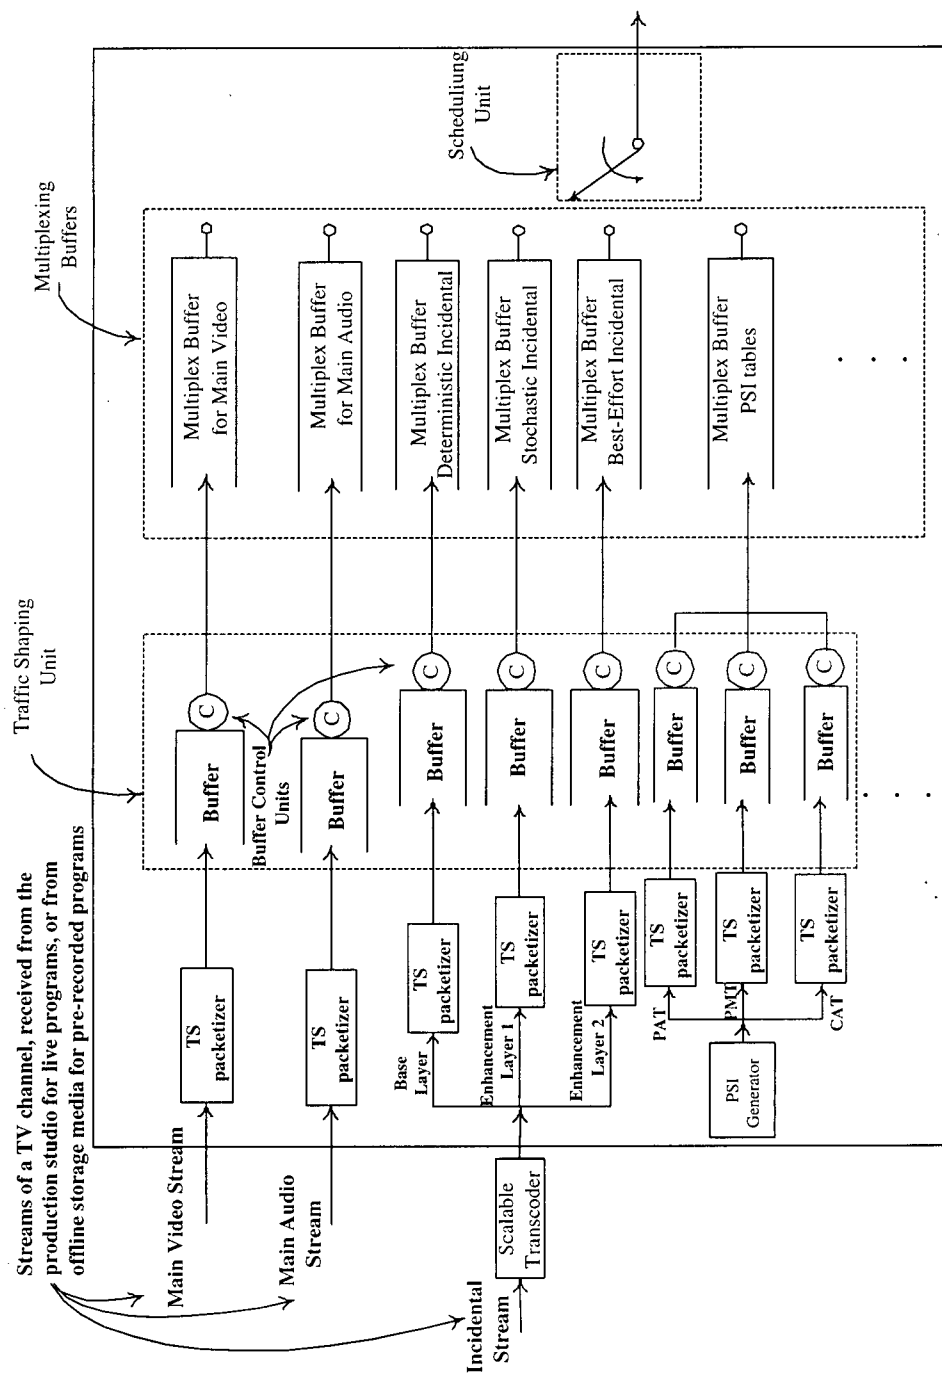 Streams of a TV channel, received from the
production studio for live programs, or from
offline storage media for pre-recorded programs
Traffic Shaping
Unit
Multiplexing
Buffers
Scheduliung
Unit
Main Video Stream
TS
packetizer
Buffer
C
Multiplex Buffer
for Main Video
Buffer Control
Units
Main Audio
Stream
TS
packetizer
Buffer
C
Multiplex Buffer
for Main Audio
Incidental
Stream
Scalable
Transcoder
Base
Layer
TS
packetizer
Buffer
C
Multiplex Buffer
Deterministic Incidental
Enhancement
Layer 1
TS
packetizer
Buffer
C
Multiplex Buffer
Stochastic Incidental
Enhancement
Layer 2
TS
packetizer
Buffer
C
Multiplex Buffer
Best-Effort Incidental
PSI
Generator
PAT
TS
packetizer
Buffer
C
PMT
TS
packetizer
Buffer
C
Multiplex Buffer
PSI tables
CAT
TS
packetizer
Buffer
C